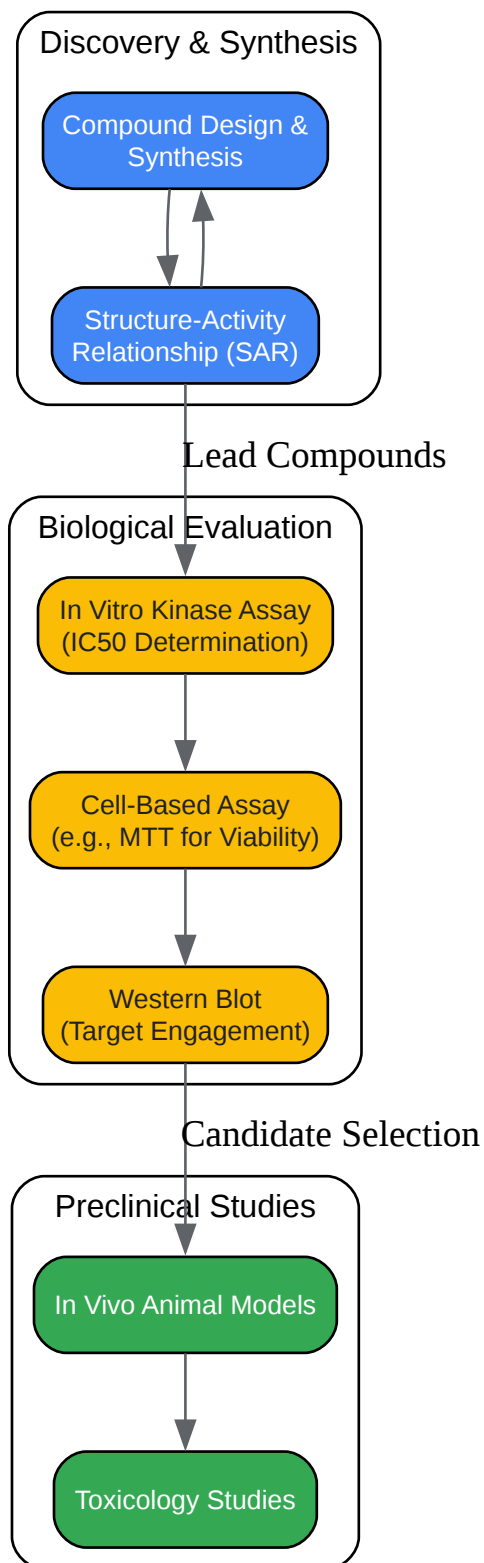 Discovery & Synthesis
Compound Design &
Synthesis
Structure-Activity
Relationship (SAR)
Lead Compounds
Biological Evaluation
In Vitro Kinase Assay
(IC50 Determination)
Cell-Based Assay
(e.g., MTT for Viability)
Western Blot
(Target Engagement)
Candidate Selection
Preclinical Studies
In Vivo Animal Models
Toxicology Studies